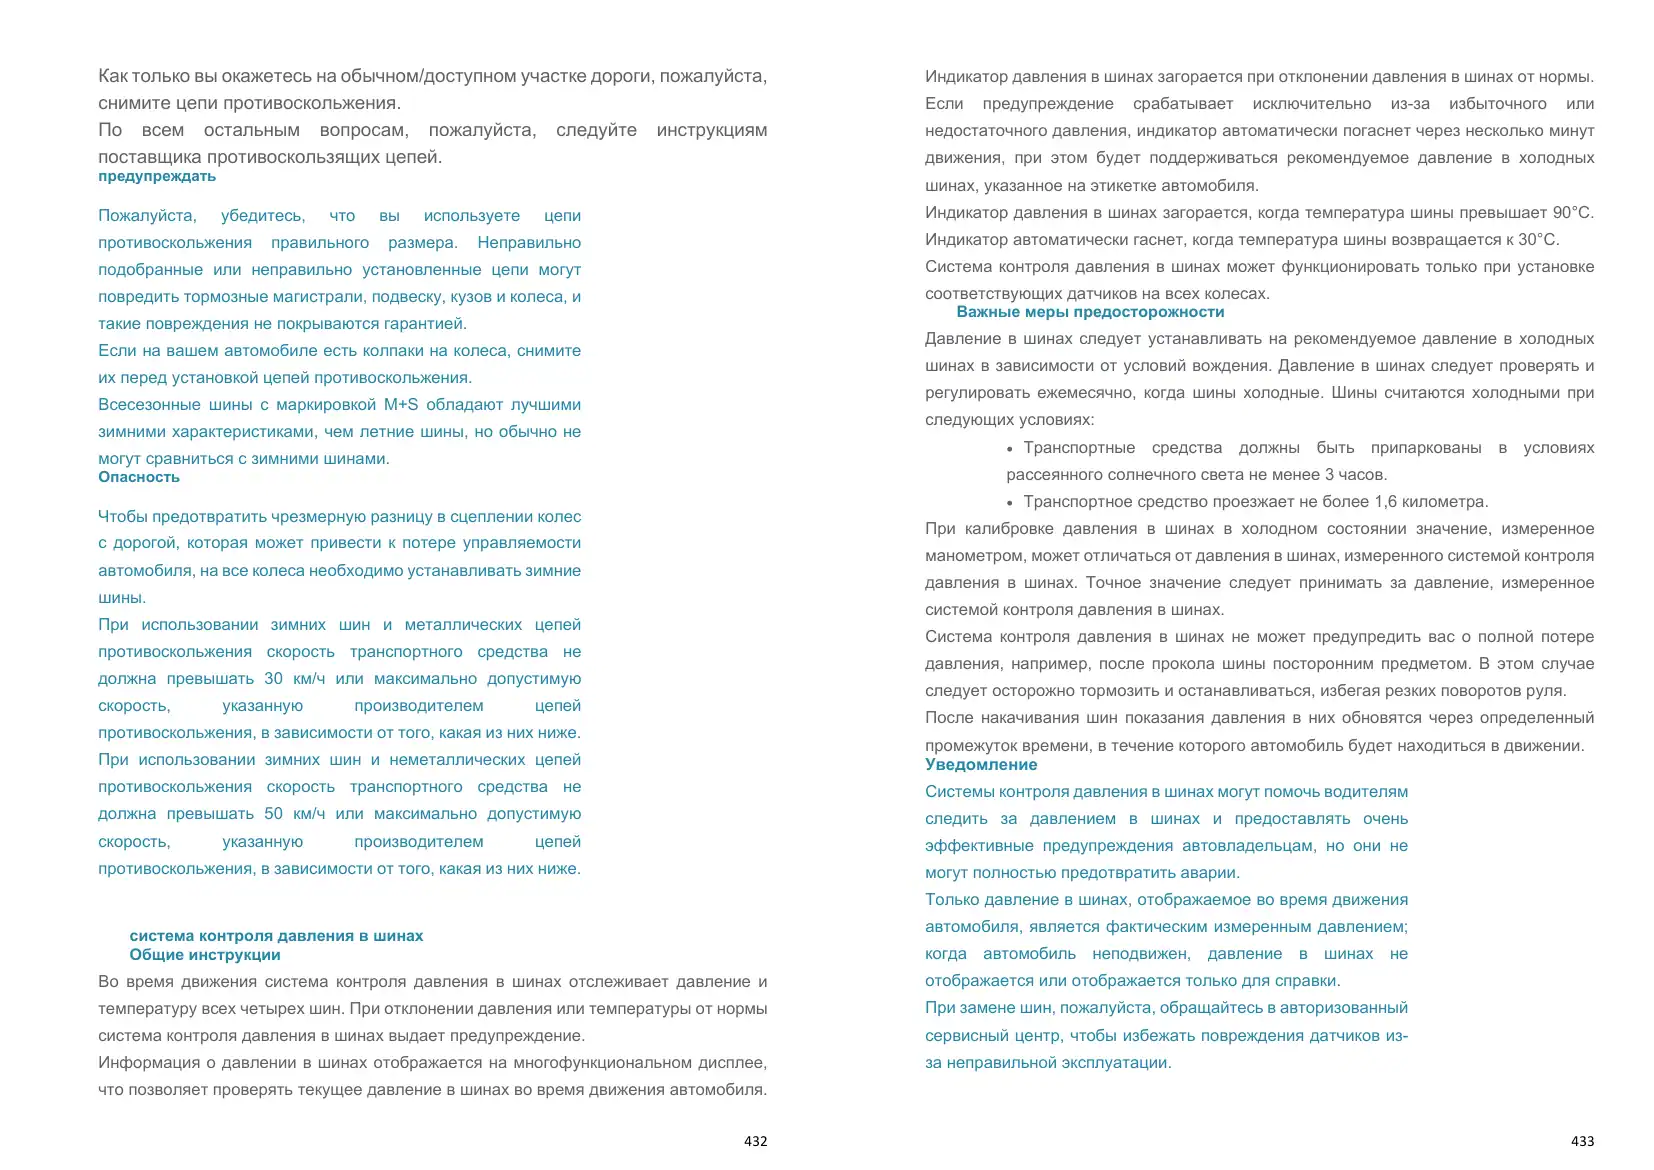 Как только вы окажетесь на обычном/доступном участке дороги, пожалуйста,
снимите цепи противоскольжения.
По всем остальным вопросам, пожалуйста, следуйте инструкциям
поставщика противоскользящих цепей.
предупреждать
Пожалуйста, убедитесь, что вы используете цепи
противоскольжения правильного размера. Неправильно
подобранные или неправильно установленные цепи могут
повредить тормозные магистрали, подвеску, кузов и колеса, и
такие повреждения не покрываются гарантией.
Если на вашем автомобиле есть колпаки на колеса, снимите
их перед установкой цепей противоскольжения.
Всесезонные шины с маркировкой M+S обладают лучшими
зимними характеристиками, чем летние шины, но обычно не
могут сравниться с зимними шинами.
Опасность
Чтобы предотвратить чрезмерную разницу в сцеплении колес
с дорогой, которая может привести к потере управляемости
автомобиля, на все колеса необходимо устанавливать зимние
шины.
При использовании зимних шин и металлических цепей
противоскольжения скорость транспортного средства не
должна превышать 30 км/ч или максимально допустимую
скорость, указанную производителем цепей
противоскольжения, в зависимости от того, какая из них ниже.
При использовании зимних шин и неметаллических цепей
противоскольжения скорость транспортного средства не
должна превышать 50 км/ч или максимально допустимую
скорость, указанную производителем цепей
противоскольжения, в зависимости от того, какая из них ниже.
система контроля давления в шинах
Общие инструкции
Во время движения система контроля давления в шинах отслеживает давление и
температуру всех четырех шин. При отклонении давления или температуры от нормы
система контроля давления в шинах выдает предупреждение.
Информация о давлении в шинах отображается на многофункциональном дисплее,
что позволяет проверять текущее давление в шинах во время движения автомобиля.
432
Индикатор давления в шинах загорается при отклонении давления в шинах от нормы.
Если предупреждение срабатывает исключительно из-за избыточного или
недостаточного давления, индикатор автоматически погаснет через несколько минут
движения, при этом будет поддерживаться рекомендуемое давление в холодных
шинах, указанное на этикетке автомобиля.
Индикатор давления в шинах загорается, когда температура шины превышает 90°C.
Индикатор автоматически гаснет, когда температура шины возвращается к 30°C.
Система контроля давления в шинах может функционировать только при установке
соответствующих датчиков на всех колесах.
Важные меры предосторожности
Давление в шинах следует устанавливать на рекомендуемое давление в холодных
шинах в зависимости от условий вождения. Давление в шинах следует проверять и
регулировать ежемесячно, когда шины холодные. Шины считаются холодными при
следующих условиях:
• Транспортные средства должны быть припаркованы в условиях
рассеянного солнечного света не менее 3 часов.
• Транспортное средство проезжает не более 1,6 километра.
При калибровке давления в шинах в холодном состоянии значение, измеренное
манометром, может отличаться от давления в шинах, измеренного системой контроля
давления в шинах. Точное значение следует принимать за давление, измеренное
системой контроля давления в шинах.
Система контроля давления в шинах не может предупредить вас о полной потере
давления, например, после прокола шины посторонним предметом. В этом случае
следует осторожно тормозить и останавливаться, избегая резких поворотов руля.
После накачивания шин показания давления в них обновятся через определенный
промежуток времени, в течение которого автомобиль будет находиться в движении.
Уведомление
Системы контроля давления в шинах могут помочь водителям
следить за давлением в шинах и предоставлять очень
эффективные предупреждения автовладельцам, но они не
могут полностью предотвратить аварии.
Только давление в шинах, отображаемое во время движения
автомобиля, является фактическим измеренным давлением;
когда автомобиль неподвижен, давление в шинах не
отображается или отображается только для справки.
При замене шин, пожалуйста, обращайтесь в авторизованный
сервисный центр, чтобы избежать повреждения датчиков из-
за неправильной эксплуатации.
433